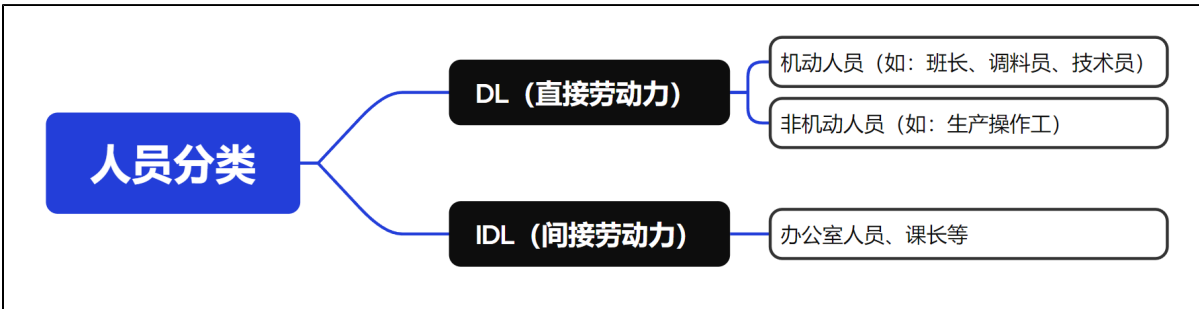 人员分类
DL（直接劳动力）
机动人员（如：班长、调料员、技术员）
非机动人员（如：生产操作工）
IDL（间接劳动力）
办公室人员、课长等